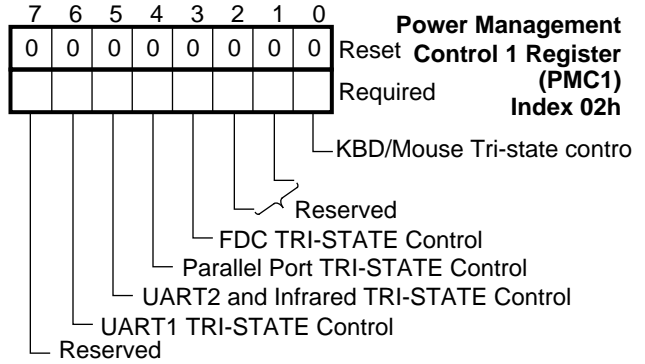 7 6 5 4 3 2 1 0
Power Management
Control 1 Register
(PMC1)
Index 02h
0 0 0 0 0 0 0 0 Reset
Required
KBD/Mouse Tri-state contro
Reserved
FDC TRI-STATE Control
Parallel Port TRI-STATE Control
UART2 and Infrared TRI-STATE Control
UART1 TRI-STATE Control
Reserved